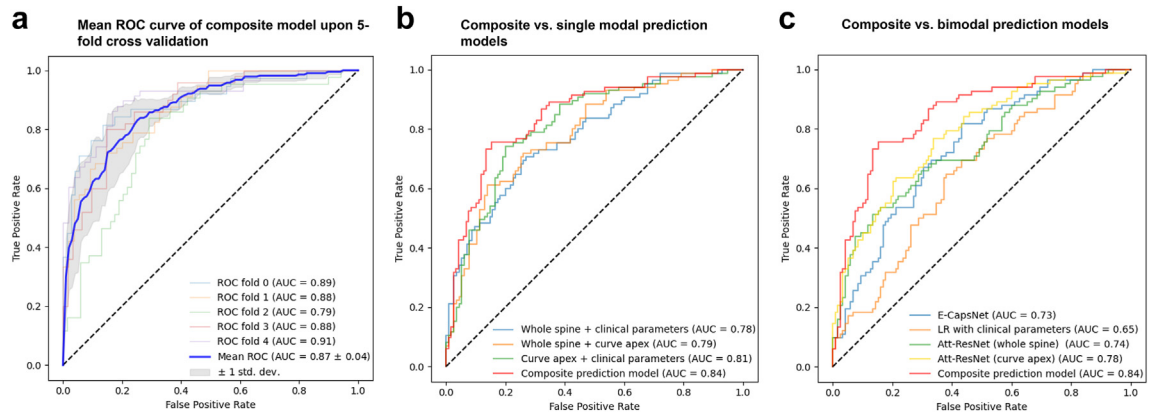 a
Mean ROC curve of composite model upon 5-
fold cross validation
1.0
0.8
0.6
0.4
0.2
0.0
True Positive Rate
0.0 0.2 0.4 0.6 0.8 1.0
False Positive Rate
ROC fold 0 (AUC = 0.89)
ROC fold 1 (AUC = 0.88)
ROC fold 2 (AUC = 0.79)
ROC fold 3 (AUC = 0.88)
ROC fold 4 (AUC = 0.91)
Mean ROC (AUC = 0.87 ± 0.04)
± 1 std. dev.
b
Composite vs. single modal prediction
models
1.0
0.8
0.6
0.4
0.2
0.0
True Positive Rate
0.0 0.2 0.4 0.6 0.8 1.0
False Positive Rate
Whole spine + clinical parameters (AUC = 0.78)
Whole spine + curve apex (AUC = 0.79)
Curve apex + clinical parameters (AUC = 0.81)
Composite prediction model (AUC = 0.84)
c
Composite vs. bimodal prediction models
1.0
0.8
0.6
0.4
0.2
0.0
True Positive Rate
0.0 0.2 0.4 0.6 0.8 1.0
False Positive Rate
E-CapsNet (AUC = 0.73)
LR with clinical parameters (AUC = 0.65)
Att-ResNet (whole spine) (AUC = 0.74)
Att-ResNet (curve apex) (AUC = 0.78)
Composite prediction model (AUC = 0.84)